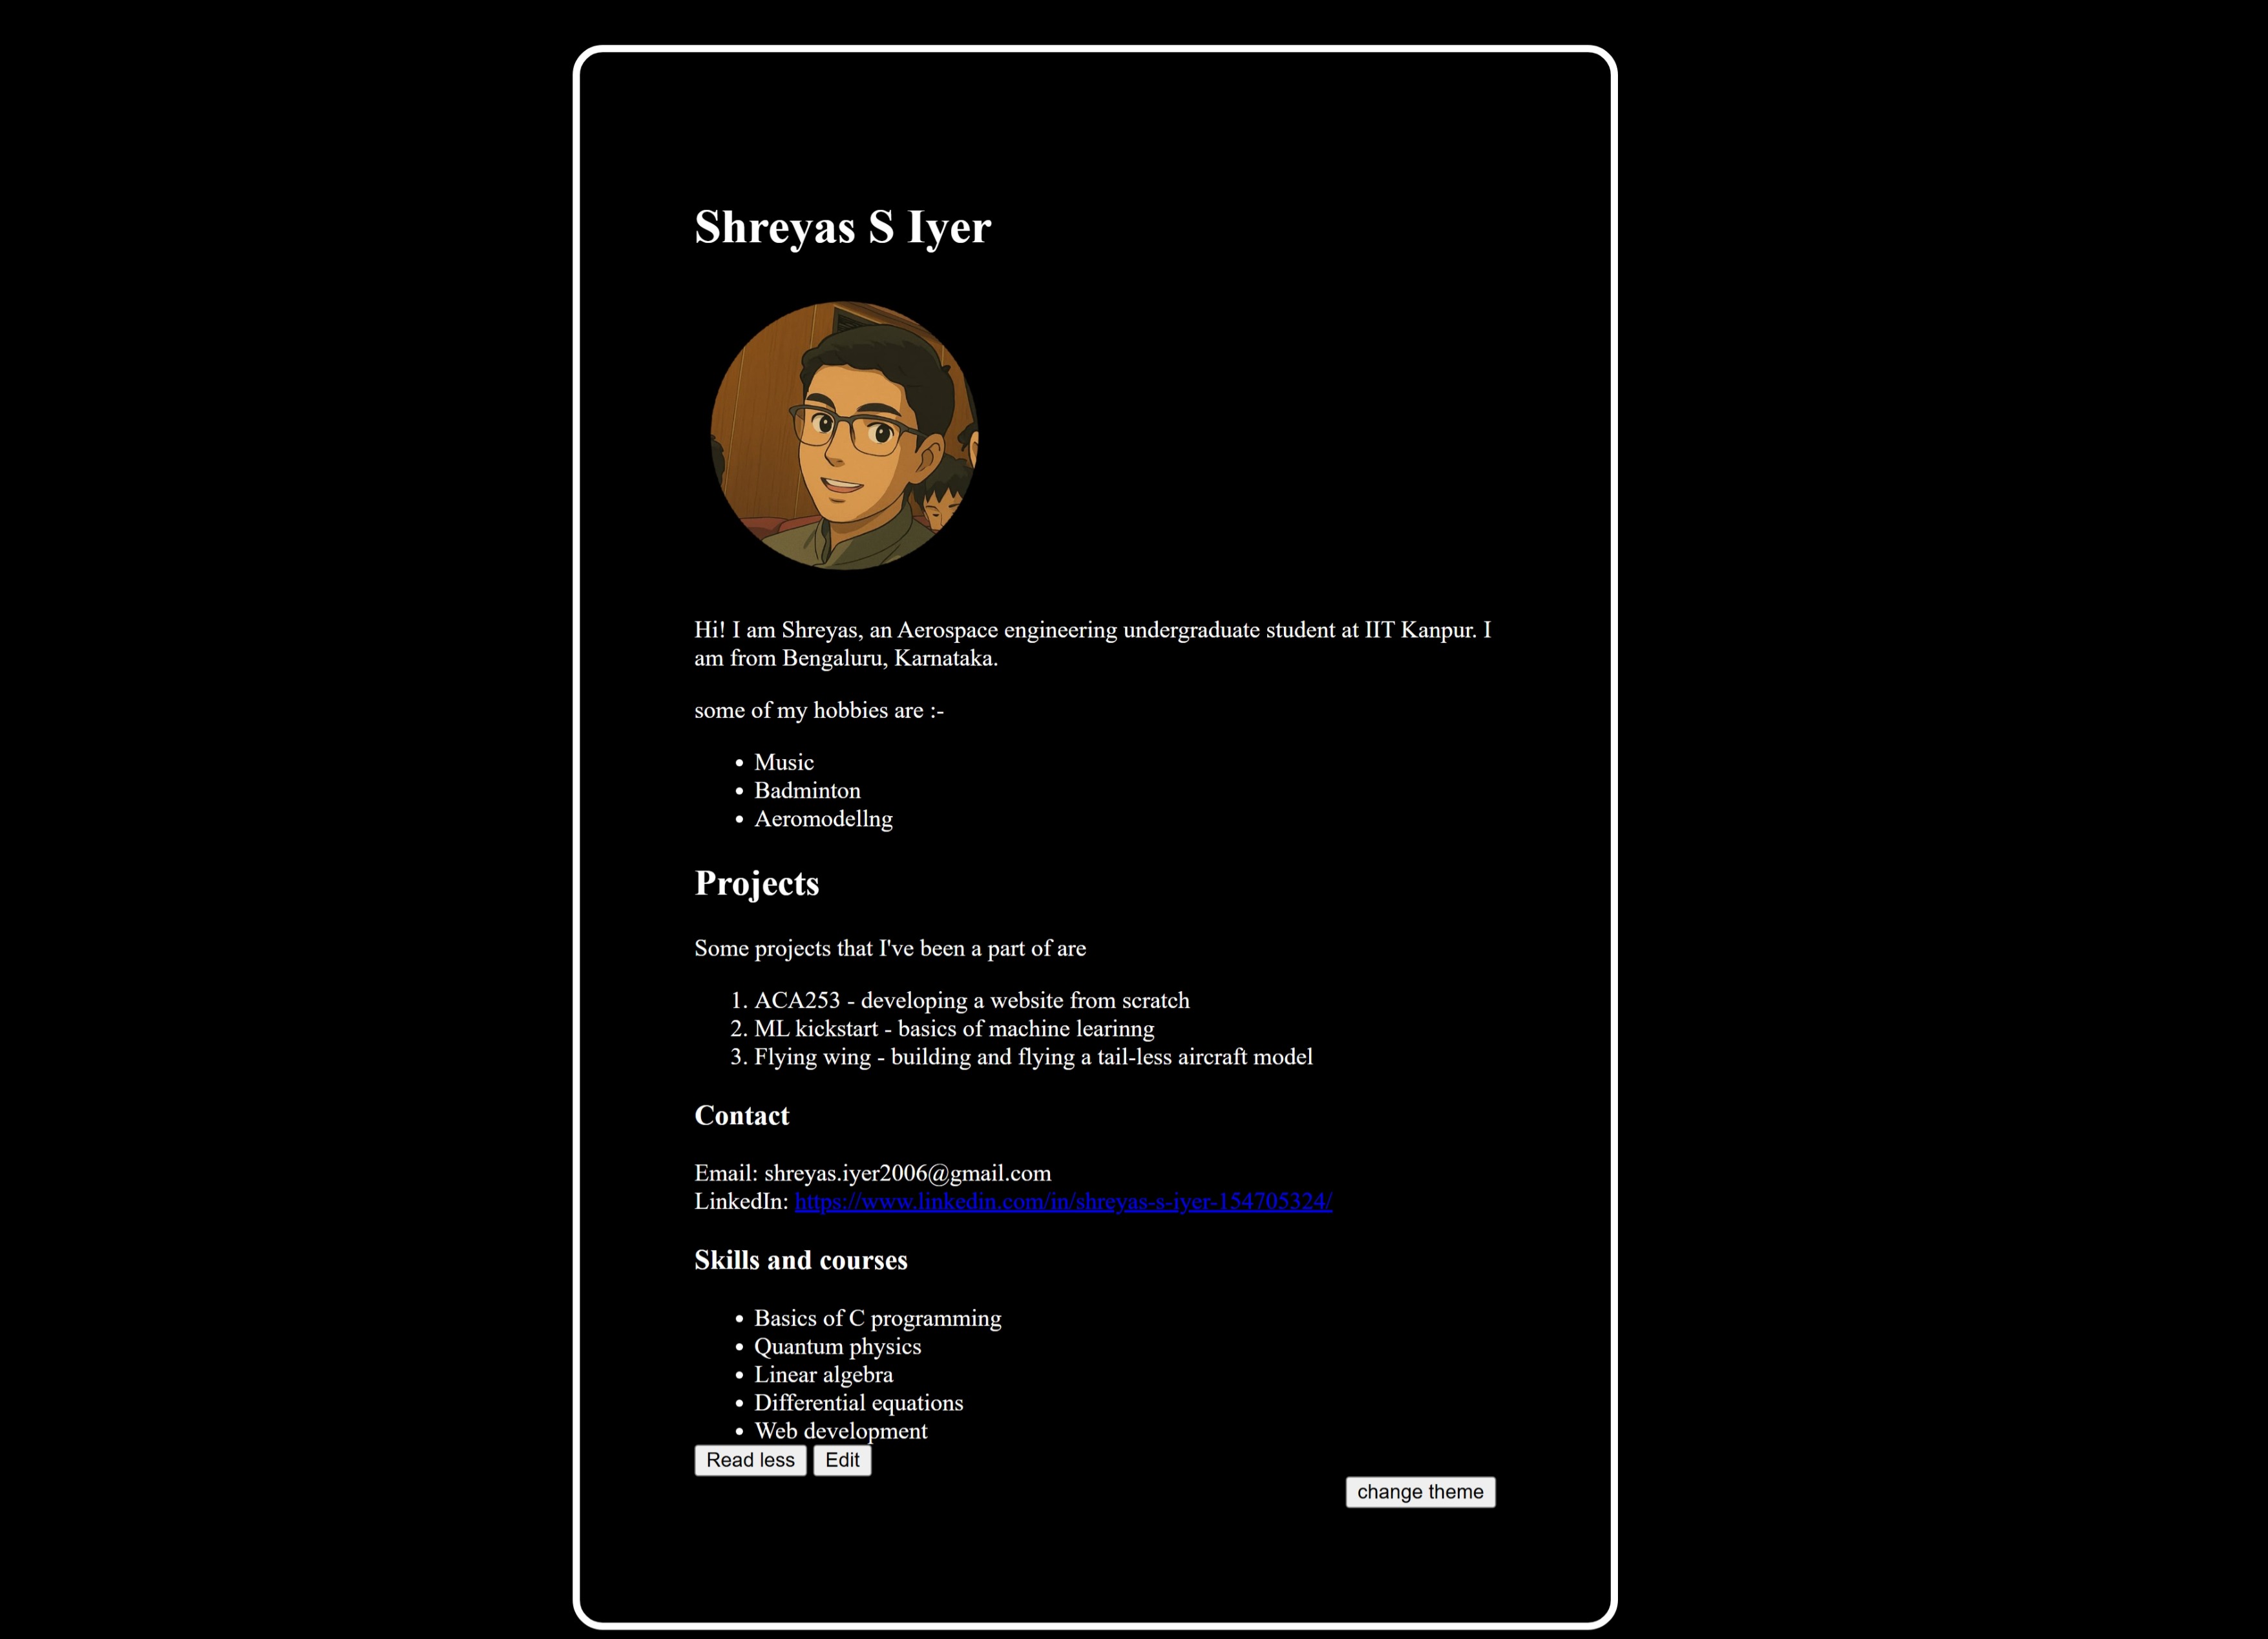 Shreyas S Iyer
Hi! I am Shreyas, an Aerospace engineering undergraduate student at IIT Kanpur. I
am from Bengaluru, Karnataka.
some of my hobbies are :-
• Music
• Badminton
• Aeromodellng
Projects
Some projects that I've been a part of are
1. ACA253 - developing a website from scratch
2. ML kickstart - basics of machine learinng
3. Flying wing - building and flying a tail-less aircraft model
Contact
Email: shreyas.iyer2006@gmail.com
LinkedIn: https://www.linkedin.com/in/shreyas-s-iyer-154705324/
Skills and courses
• Basics of C programming
• Quantum physics
• Linear algebra
• Differential equations
• Web development
Read less Edit
change theme